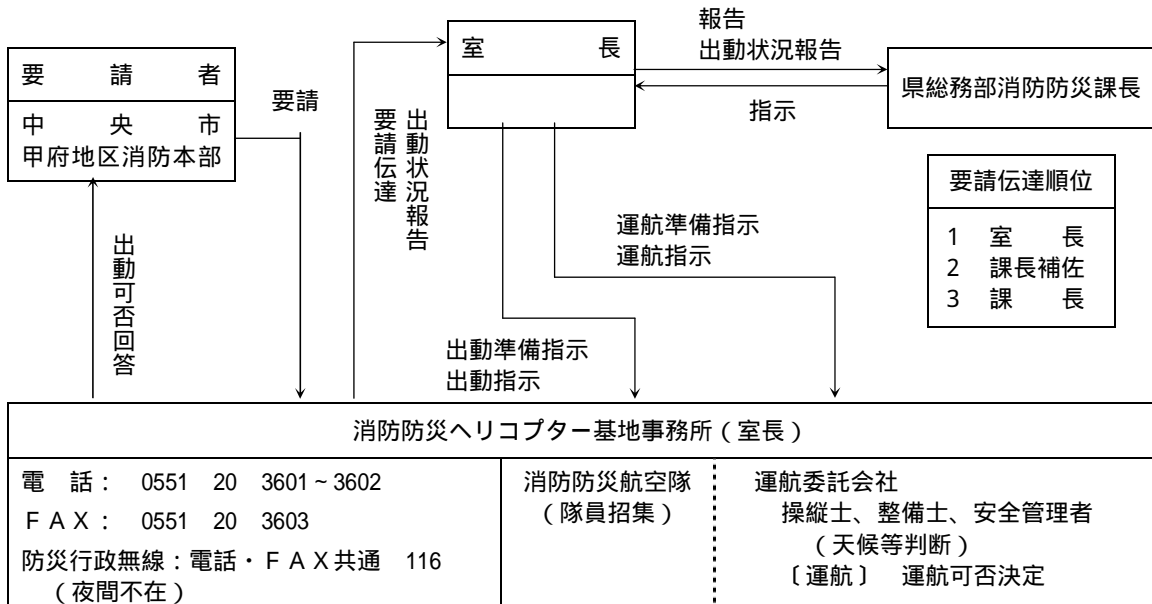 要請者
中央市
甲府地区消防本部
要請
出動可否回答
室長
出動状況報告
要請伝達
報告
出動状況報告
指示
県総務部消防防災課長
要請伝達順位
1 室長
2 課長補佐
3 課長
運航準備指示
運航指示
出動準備指示
出動指示
消防防災ヘリコプター基地事務所(室長)
電話: 0551 20 3601~3602
FAX: 0551 20 3603
防災行政無線:電話・FAX共通 116
(夜間不在)
消防防災航空隊
(隊員招集)
運航委託会社
操縦士、整備士、安全管理者
(天候等判断)
〔運航〕 運航可否決定